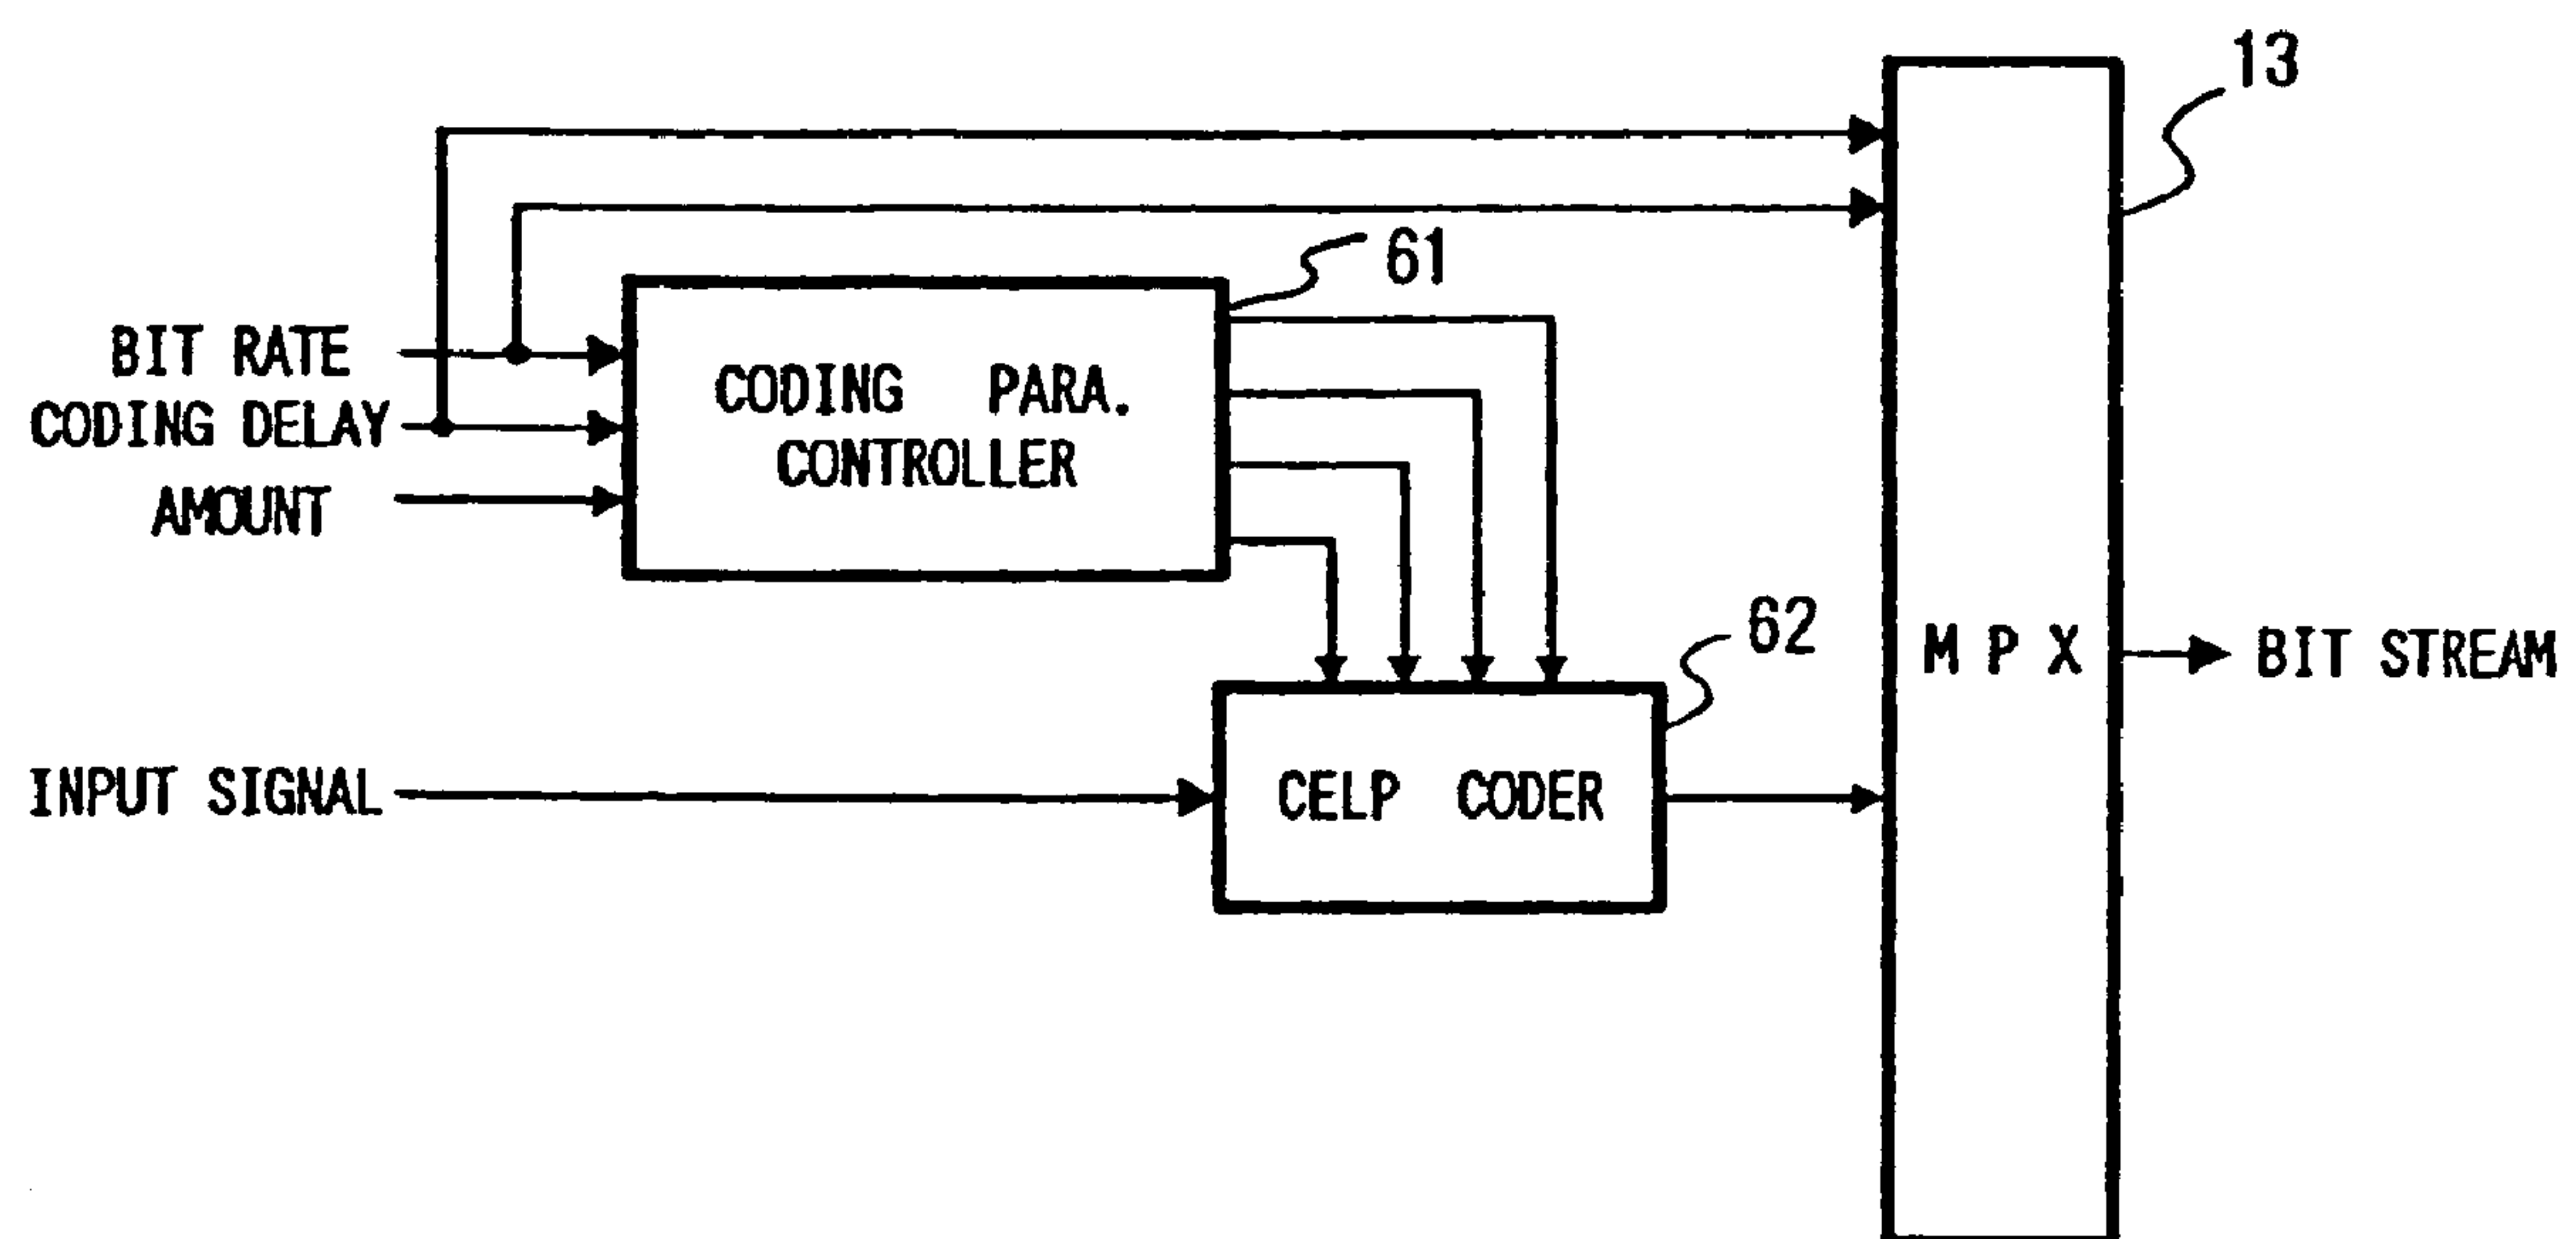 13
61
BIT RATE
CODING DELAY
AMOUNT
CODING PARA.
CONTROLLER
62
M P X
BIT STREAM
INPUT SIGNAL
CELP CODER